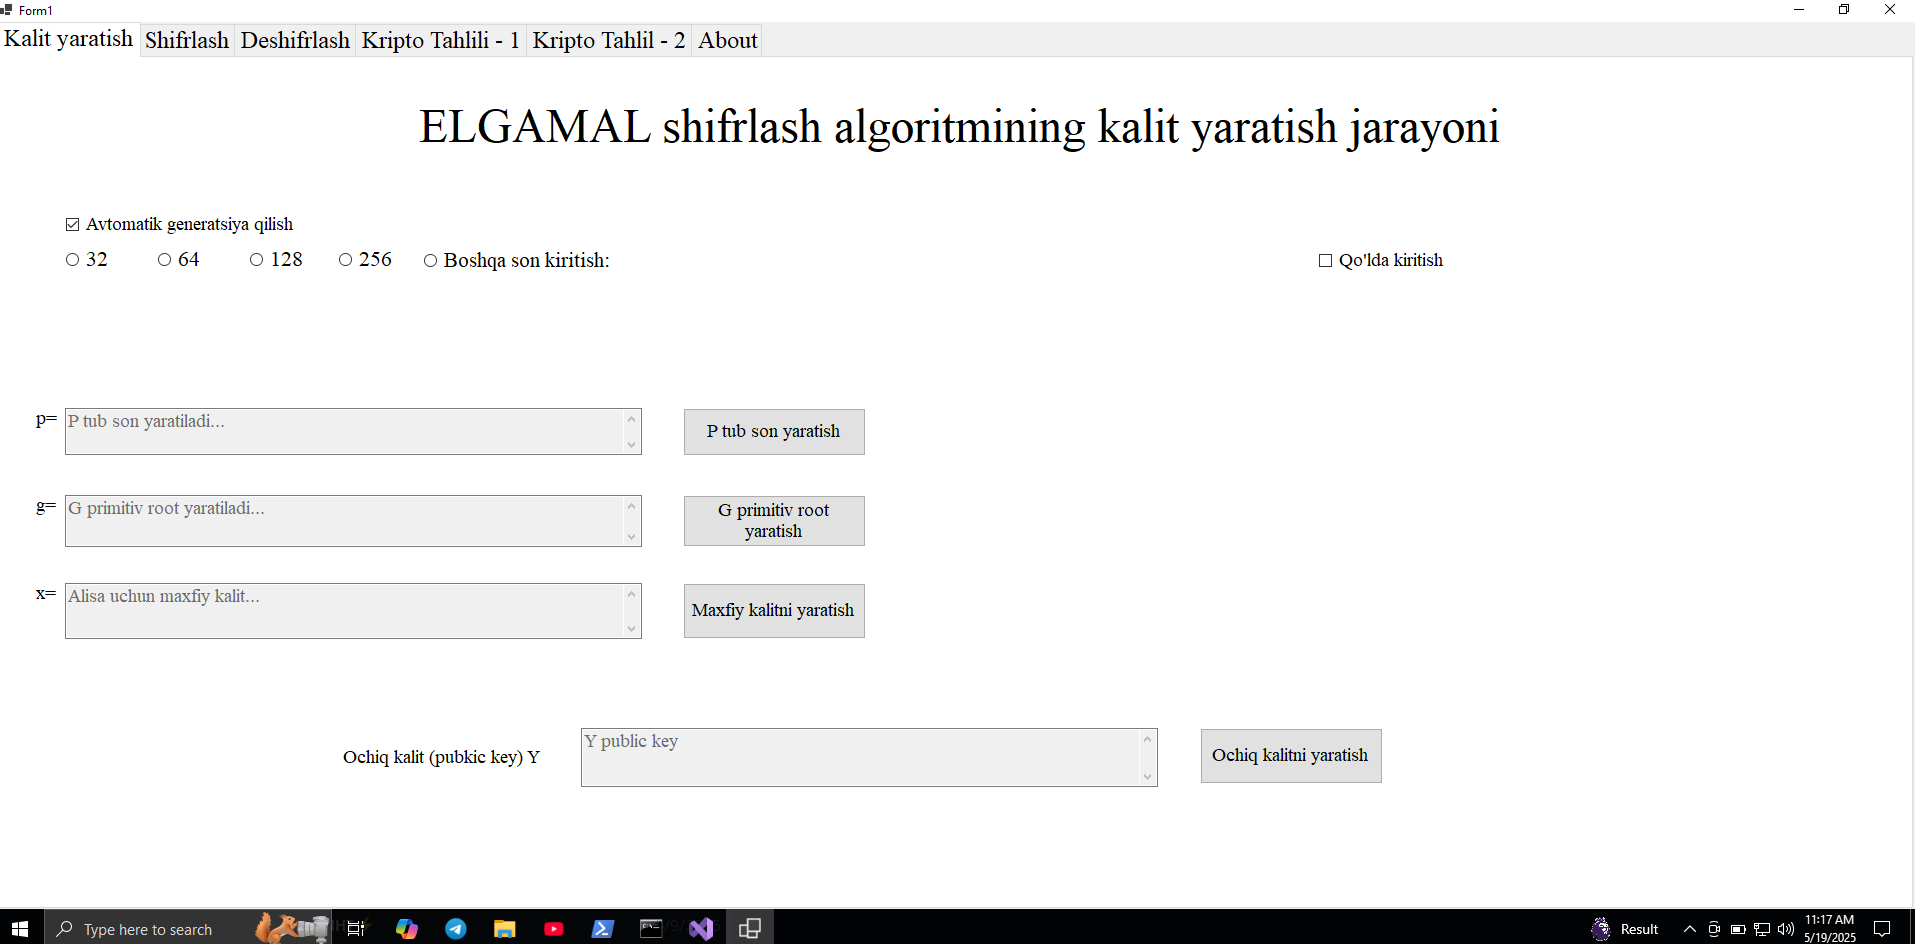 Form1
Kalit yaratish Shifrlash Deshifrlash Kripto Tahlili - 1 Kripto Tahlil - 2 About
ELGAMAL shifrlash algoritmining kalit yaratish jarayoni
Avtomatik generatsiya qilish
32 64 128 256 Boshqa son kiritish: Qo'lda kiritish
p= P tub son yaratiladi... P tub son yaratish
g= G primitiv root yaratiladi... G primitiv root
yaratish
x= Alisa uchun maxfiy kalit... Maxfiy kalitni yaratish
Ochiq kalit (pubkic key) Y Y public key Ochiq kalitni yaratish
Type here to search Result 11:17 AM
5/19/2025